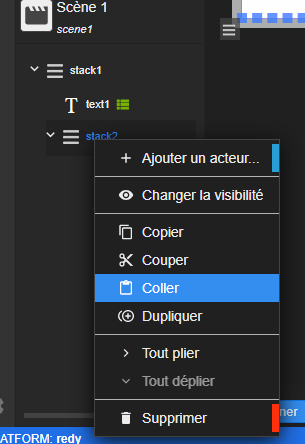 Scène 1
scene1
stack1
text1
stack2
Ajouter un acteur...
Changer la visibilité
Copier
Couper
Coller
Dupliquer
Tout plier
Tout déplier
Supprimer
ATFORM: redy